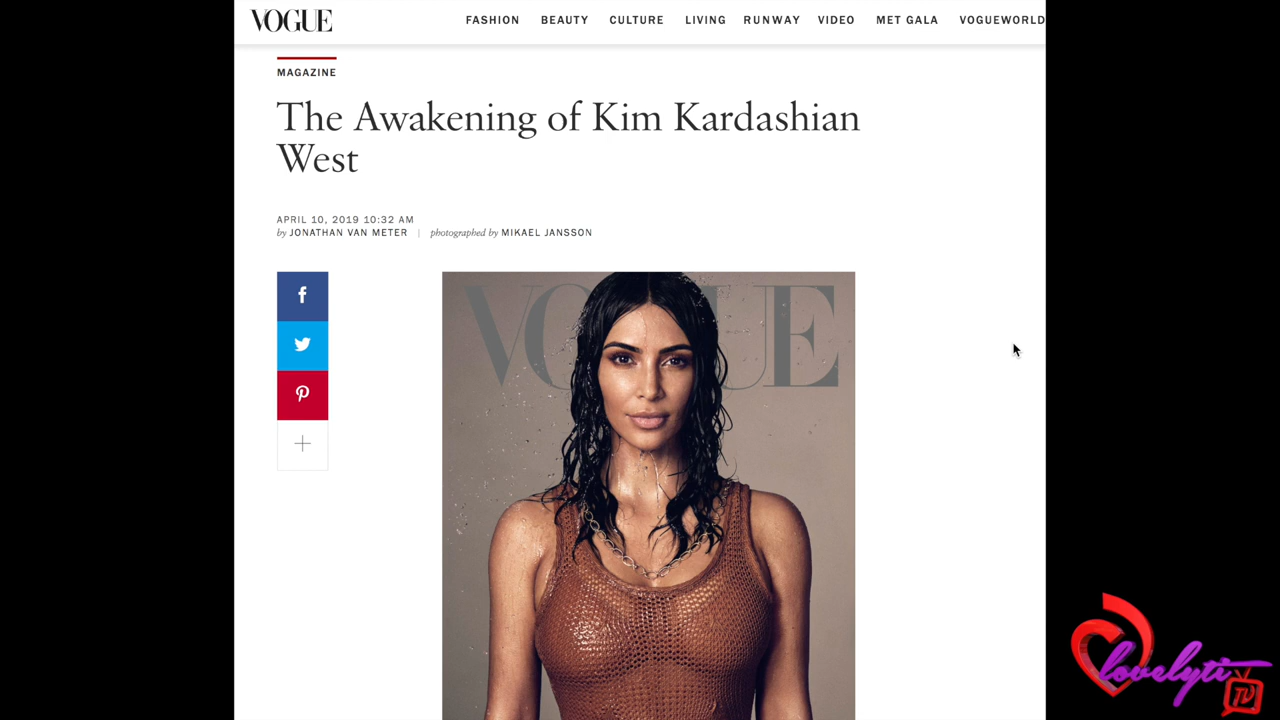 VOGUE
FASHION BEAUTY CULTURE LIVING RUNWAY VIDEO MET GALA VOGUEWORLD
MAGAZINE
The Awakening of Kim Kardashian
West
APRIL 10, 2019 10:32 AM
by JONATHAN VAN METER | photographed by MIKAEL JANSSON
VOGUE
lovelyti
TV